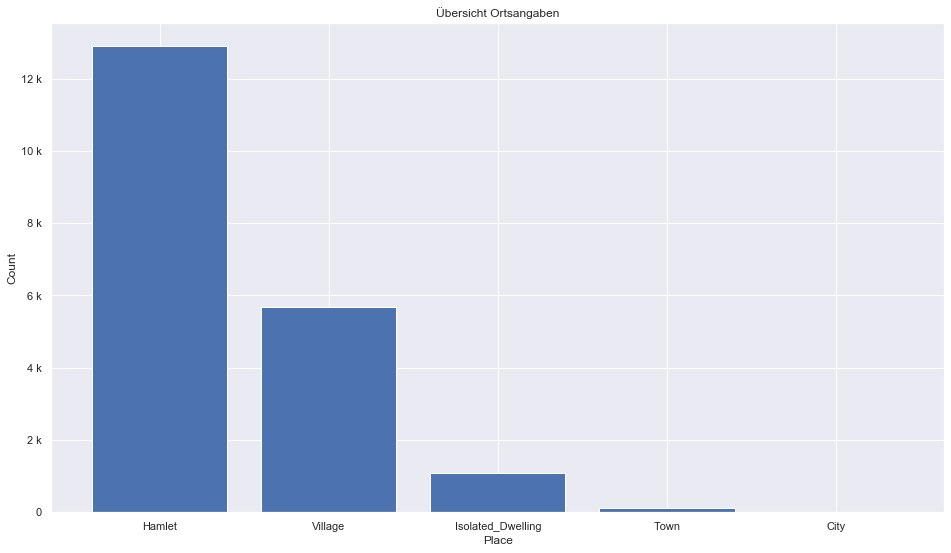 Übersicht Ortsangaben
12 k
10 k
8 k
6 k
4 k
2 k
0
Count
Hamlet
Village
Isolated_Dwelling
Town
City
Place